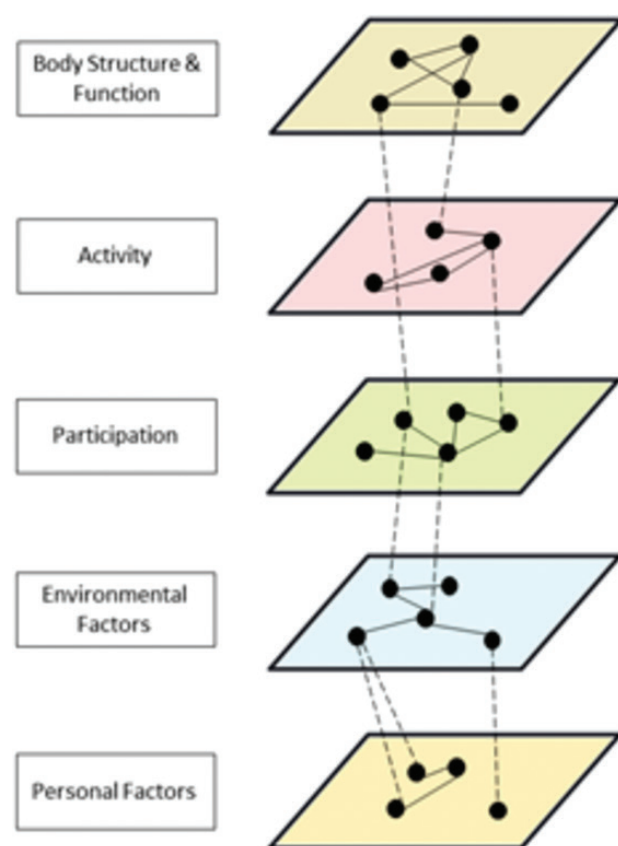 Body Structure &
Function
Activity
Participation
Environmental
Factors
Personal Factors